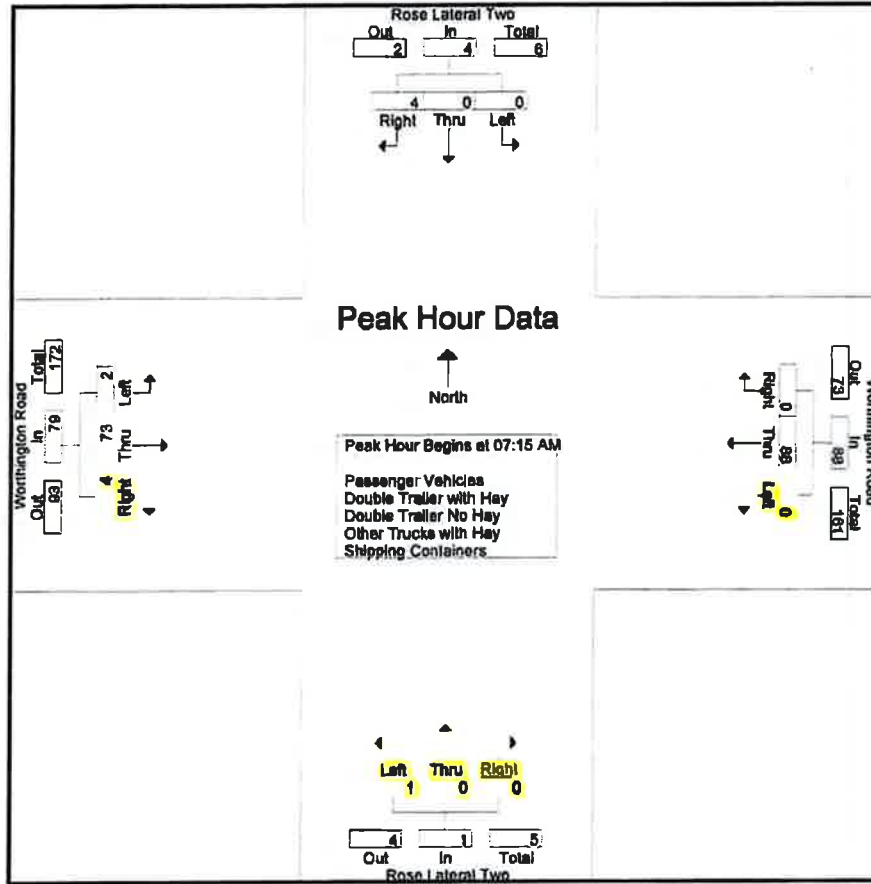 Rose Lateral Two
Out In Total
2 4 6
4 0 0
Right Thru Left
Peak Hour Data
North
Peak Hour Begins at 07:15 AM
Passenger Vehicles
Double Trailer with Hay
Double Trailer No Hay
Other Trucks with Hay
Shipping Containers
Worthington Road
Out In Total
93 79 172
Left Thru Right
2 73 4
Right Thru Left
0 88 0
Out In Total
73 88 161
Worthington Road
Left Thru Right
1 0 0
4 1 5
Out In Total
Rose Lateral Two